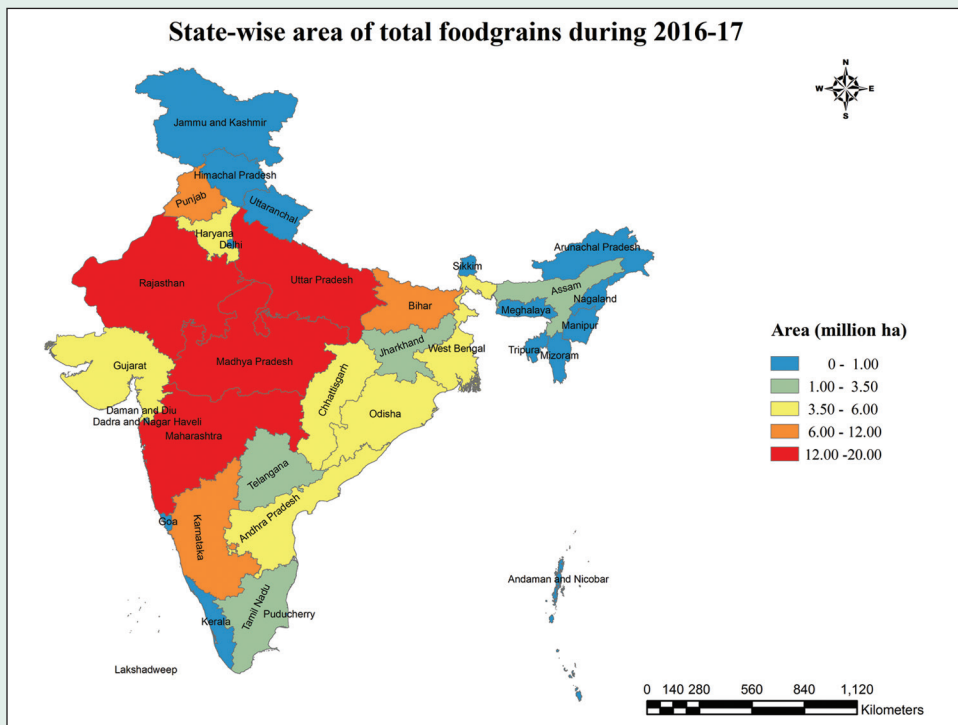 State-wise area of total foodgrains during 2016-17
N
W E
S
Jammu and Kashmir
Himachal Pradesh
Punjab
Uttaranchal
Haryana
Delhi
Arunachal Pradesh
Sikkim
Rajasthan
Uttar Pradesh
Assam
Nagaland
Bihar
Meghalaya
Manipur
Jharkhand
West Bengal
Tripura
Mizoram
Gujarat
Madhya Pradesh
Chhattisgarh
Daman and Diu
Dadra and Nagar Haveli
Odisha
Maharashtra
Telangana
Andhra Pradesh
Goa
Karnataka
Andaman and Nicobar
Tamil Nadu
Puducherry
Kerala
Lakshadweep
Area (million ha)
0 - 1.00
1.00 - 3.50
3.50 - 6.00
6.00 - 12.00
12.00 -20.00
0 140 280 560 840 1,120
Kilometers